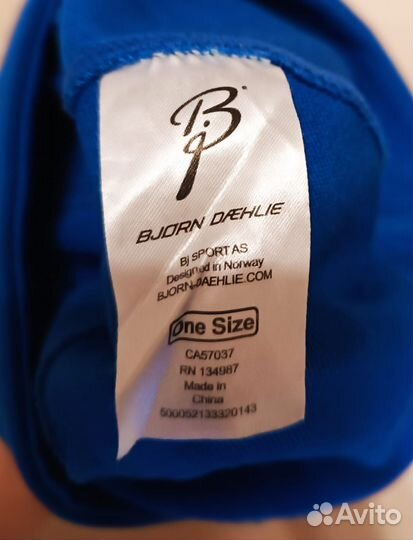 BJORN DÆHLIE
BJ SPORT AS
Designed in Norway
BJORN-DAEHLIE.COM
One Size
CA57037
RN 134987
Made in
China
500052133320143
Avito